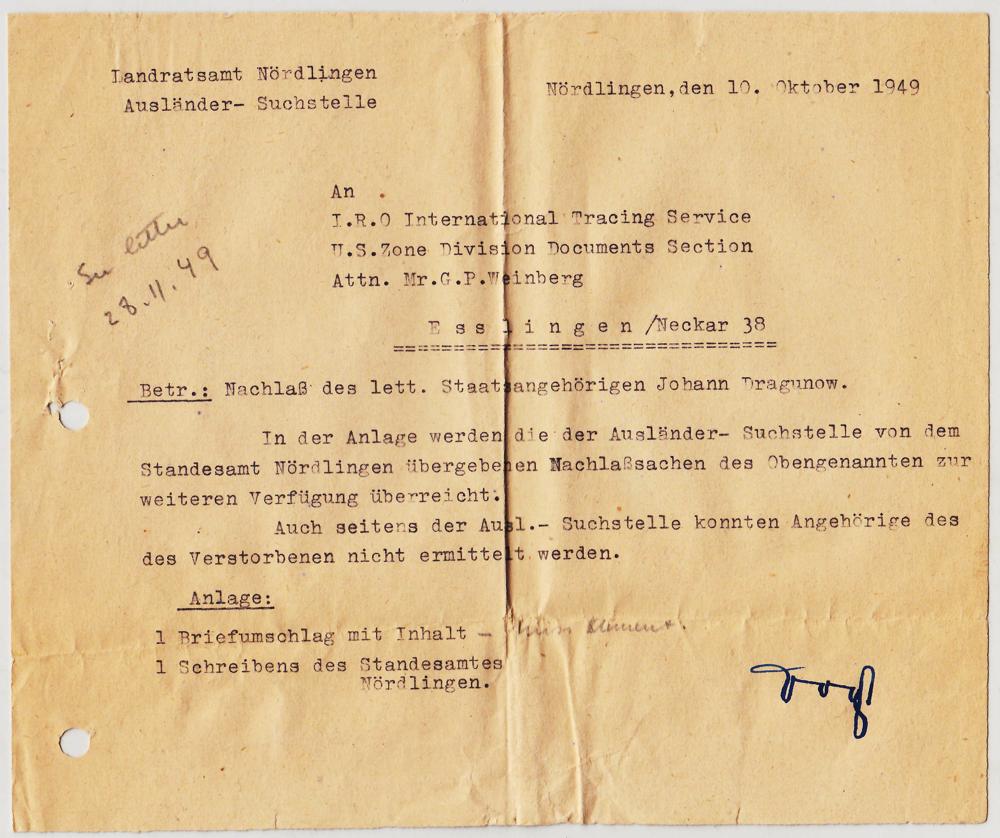 Landratsamt Nördlingen
Ausländer- Suchstelle
Nördlingen,den 10. Oktober 1949
An
I.R.O International Tracing Service
U.S.Zone Division Documents Section
Attn. Mr.G.P.Weinberg
letter
28.11.49
E s s l i n g e n /Neckar 38
================================
Betr.: Nachlaß des lett. Staatsangehörigen Johann Dragunow.
In der Anlage werden die der Ausländer- Suchstelle von dem
Standesamt Nördlingen übergebenen Nachlaßsachen des Obengenannten zur
weiteren Verfügung überreicht.
Auch seitens der Ausl.- Suchstelle konnten Angehörige des
des Verstorbenen nicht ermittelt werden.
Anlage:
1 Briefumschlag mit Inhalt –
1 Schreibens des Standesamtes
Nördlingen.